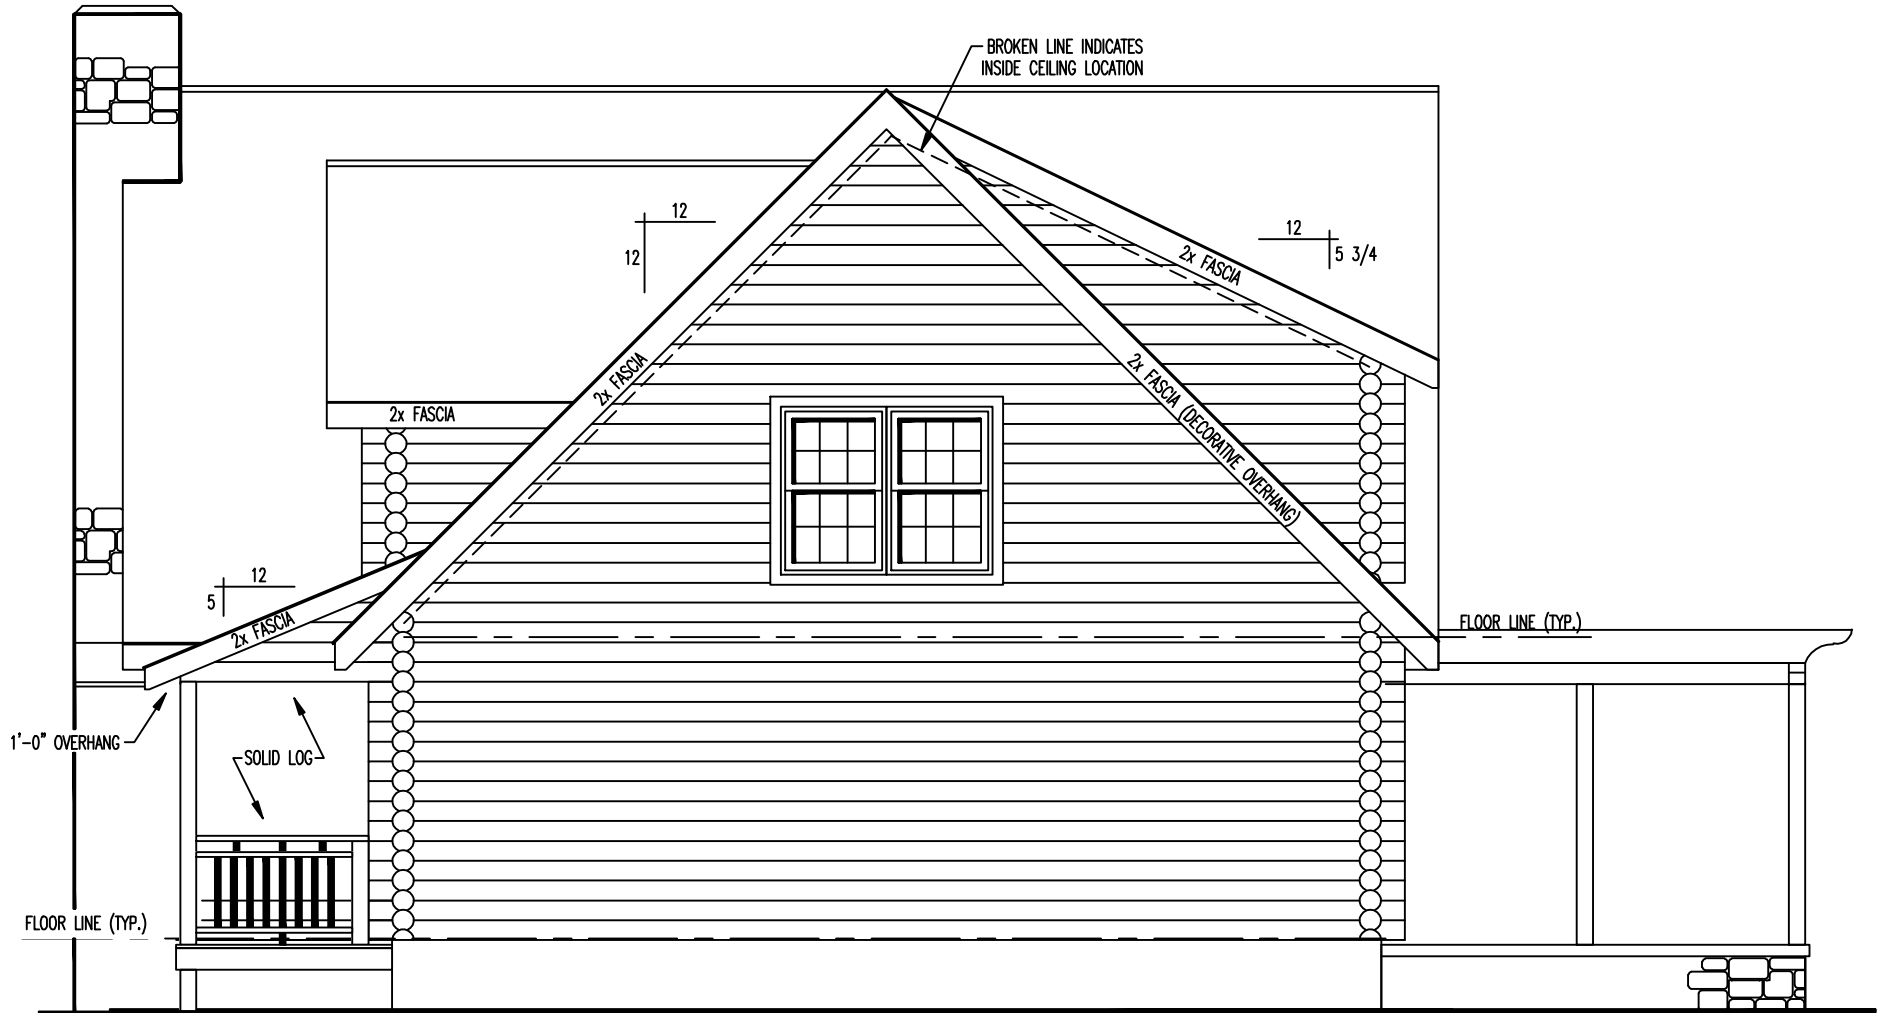 BROKEN LINE INDICATES
INSIDE CEILING LOCATION
12
12
12
5 3/4
2x FASCIA
2x FASCIA
2x FASCIA (DECORATIVE OVERHANG)
2x FASCIA
12
5
2x FASCIA
FLOOR LINE (TYP.)
1'-0" OVERHANG
SOLID LOG
FLOOR LINE (TYP.)